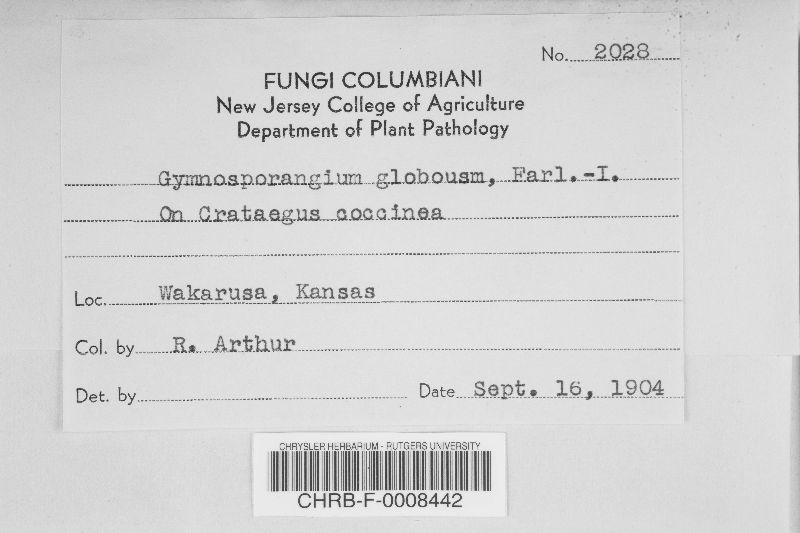 No. 2028
FUNGI COLUMBIANI
New Jersey College of Agriculture
Department of Plant Pathology
Gymnosporangium globousm, Farl.-I.
On Crataegus coccinea
Loc. Wakarusa, Kansas
Col. by R. Arthur
Det. by Date Sept. 16, 1904
CHRYSLER HERBARIUM - RUTGERS UNIVERSITY
CHRB-F-0008442